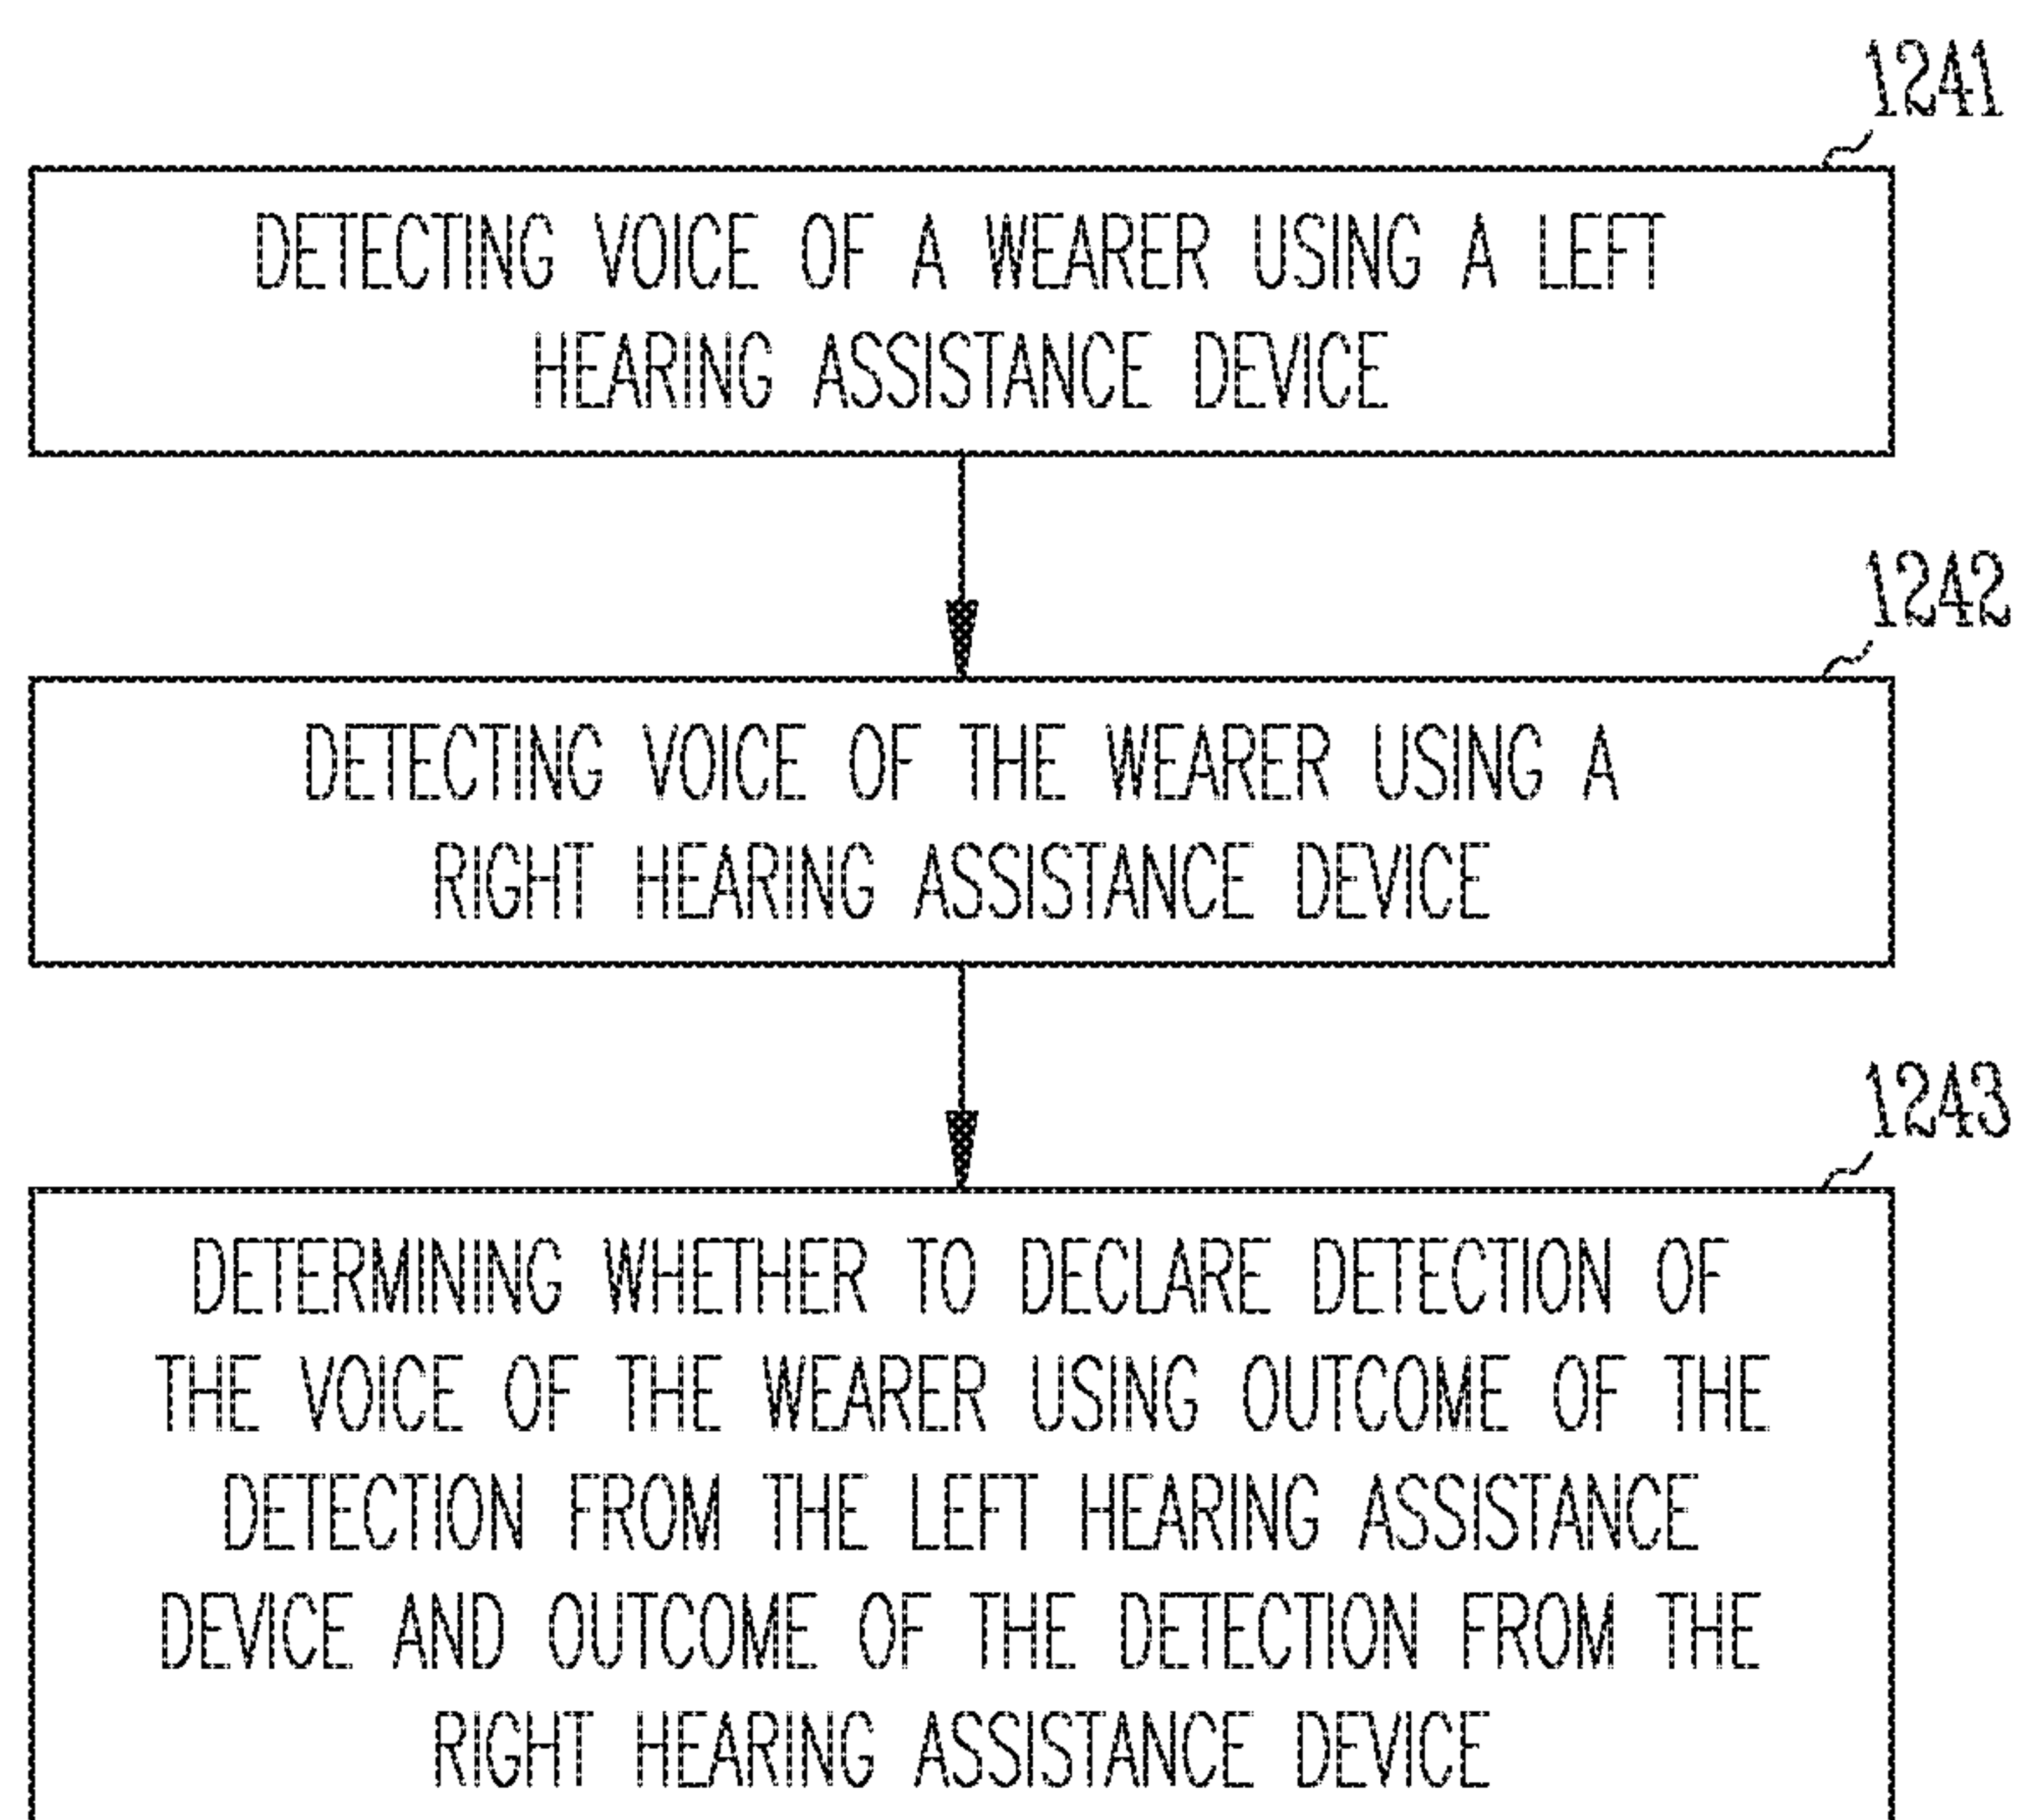 1241
DETECTING VOICE OF A WEARER USING A LEFT
HEARING ASSISTANCE DEVICE
1242
DETECTING VOICE OF THE WEARER USING A
RIGHT HEARING ASSISTANCE DEVICE
1243
DETERMINING WHETHER TO DECLARE DETECTION OF
THE VOICE OF THE WEARER USING OUTCOME OF THE
DETECTION FROM THE LEFT HEARING ASSISTANCE
DEVICE AND OUTCOME OF THE DETECTION FROM THE
RIGHT HEARING ASSISTANCE DEVICE